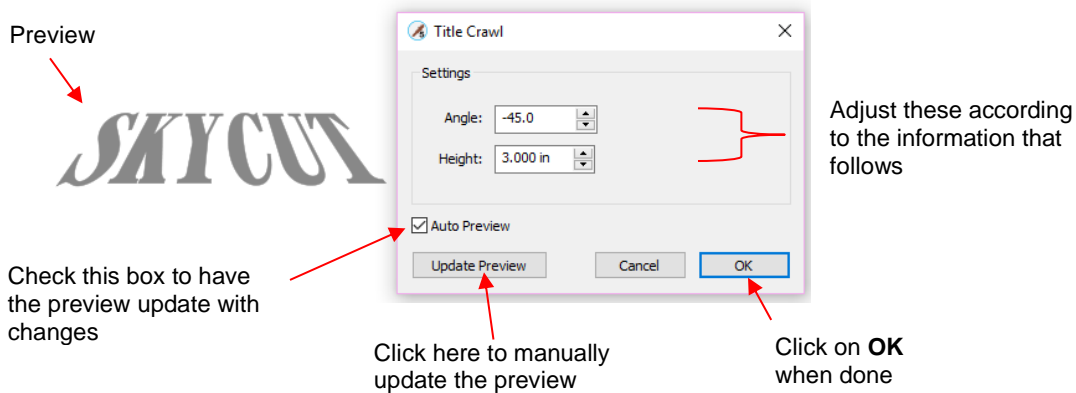 Preview
SKYCUT
Title Crawl
Settings
Angle: -45.0
Height: 3.000 in
Adjust these according
to the information that
follows
Auto Preview
Update Preview Cancel OK
Check this box to have
the preview update with
changes
Click here to manually
update the preview
Click on OK
when done